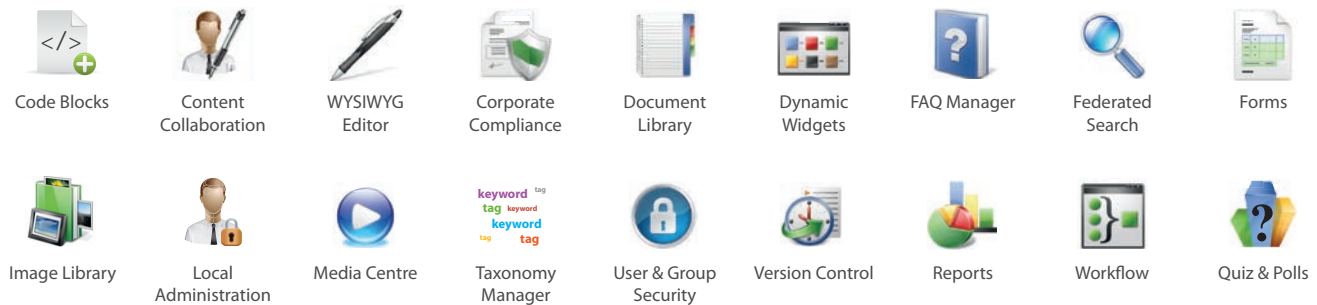 </>
Code Blocks
Content
Collaboration
WYSIWYG
Editor
Corporate
Compliance
Document
Library
Dynamic
Widgets
?
FAQ Manager
Federated
Search
Forms
Image Library
Local
Administration
Media Centre
keyword tag
tag keyword
keyword
tag tag
Taxonomy
Manager
User & Group
Security
Version Control
Reports
Workflow
?
Quiz & Polls